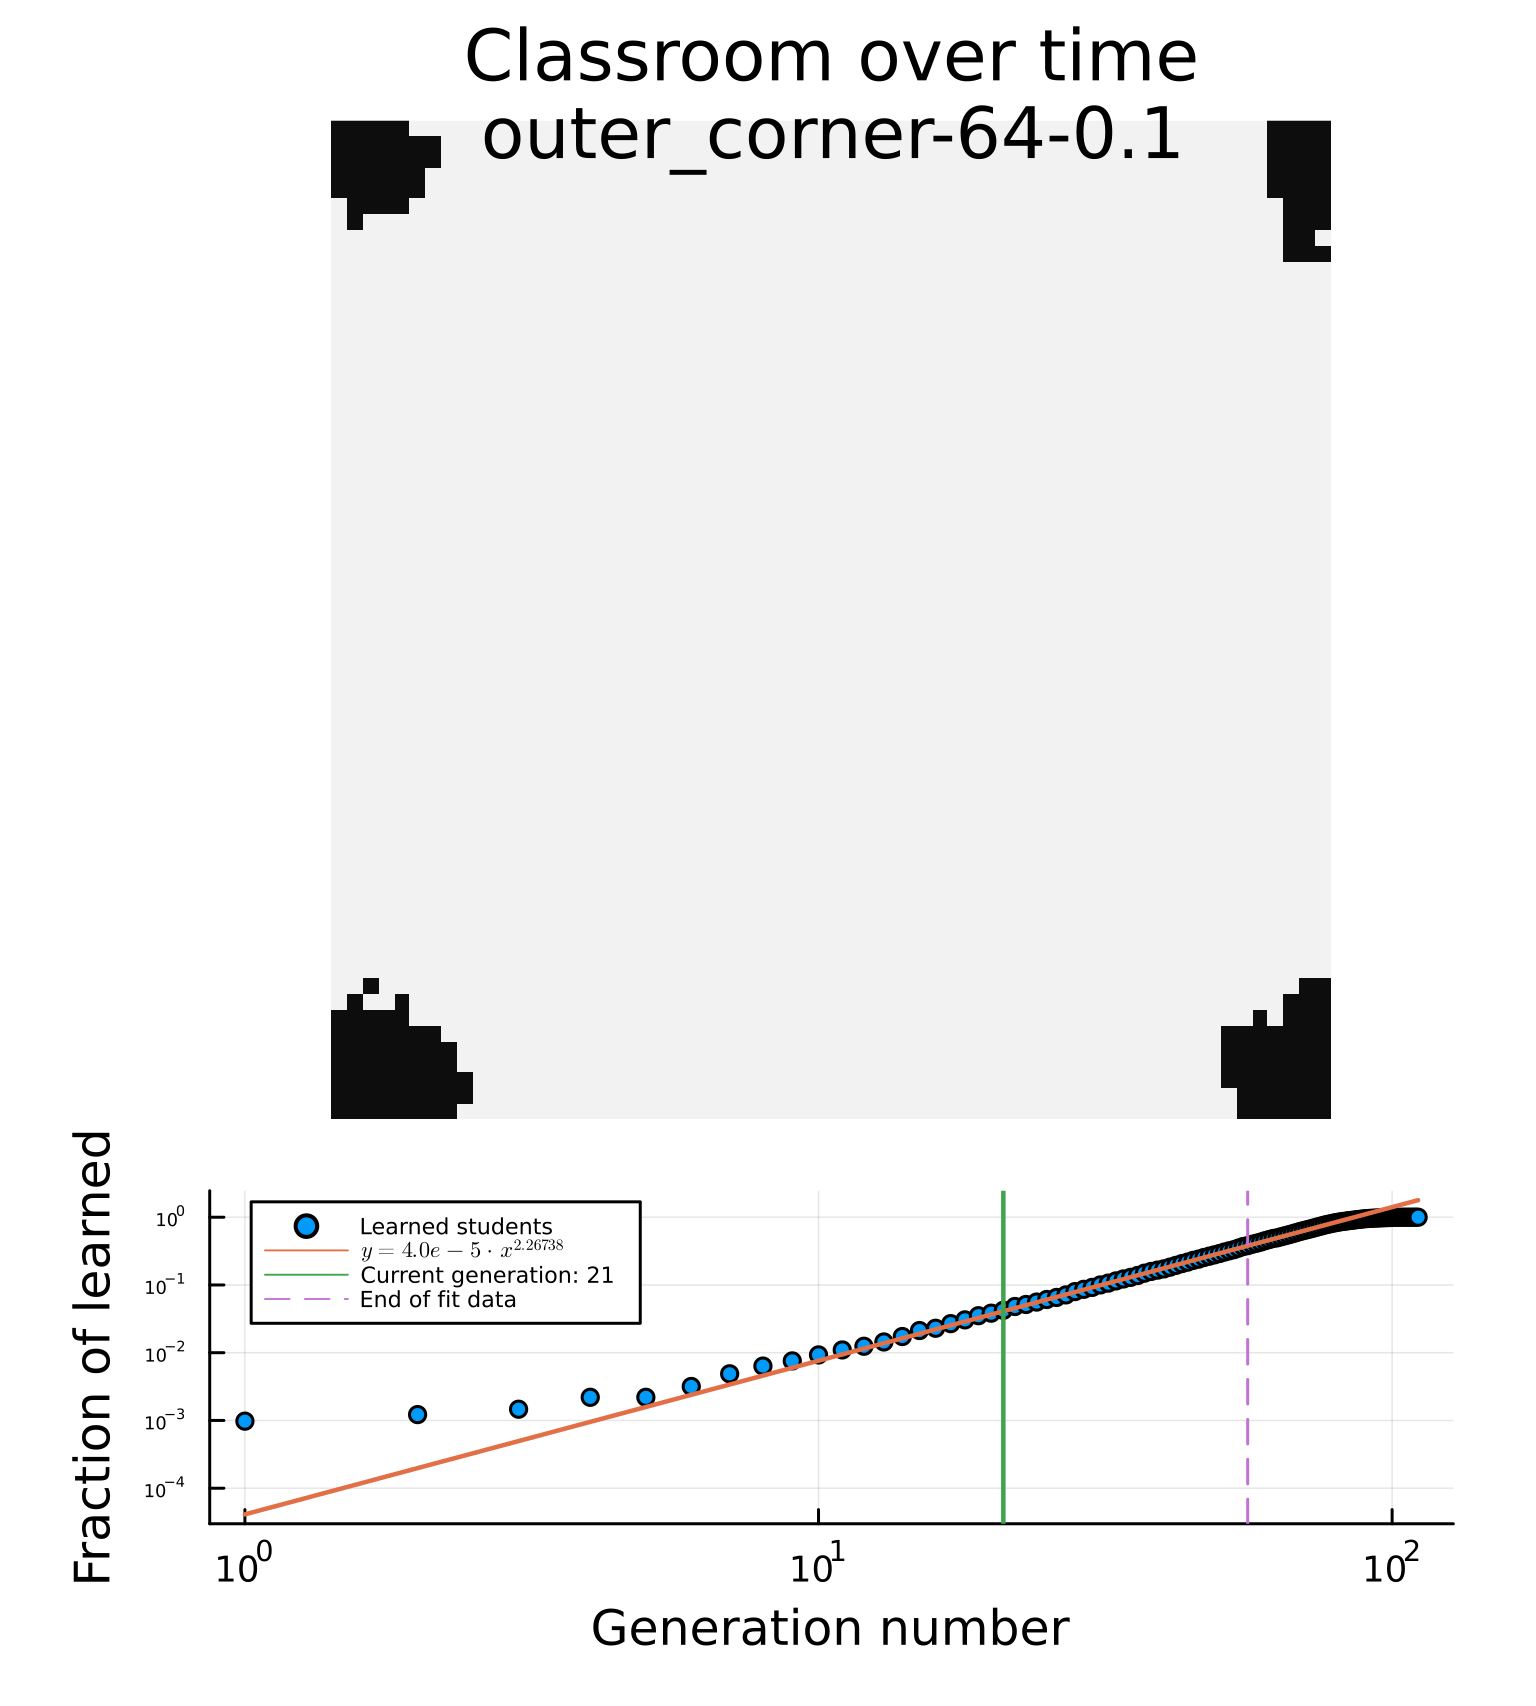 Classroom over time
outer_corner-64-0.1
Fraction of learned
10⁰
10⁻¹
10⁻²
10⁻³
10⁻⁴
Learned students
y = 4.0e − 5 · x^2.26738
Current generation: 21
End of fit data
10⁰ 10¹ 10²
Generation number